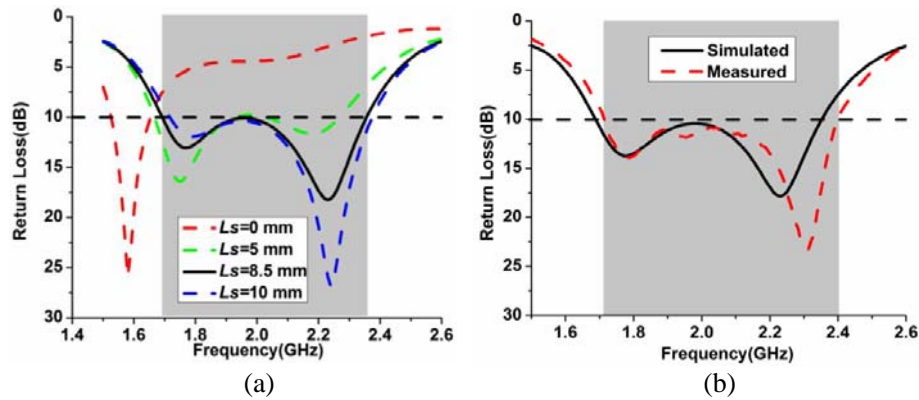 0
5
10
15
20
25
30
Return Loss(dB)
Ls=0 mm
Ls=5 mm
Ls=8.5 mm
Ls=10 mm
1.4 1.6 1.8 2.0 2.2 2.4 2.6
Frequency(GHz)
(a)
0
5
10
15
20
25
30
Return Loss(dB)
Simulated
Measured
1.6 1.8 2.0 2.2 2.4 2.6
Frequency(GHz)
(b)